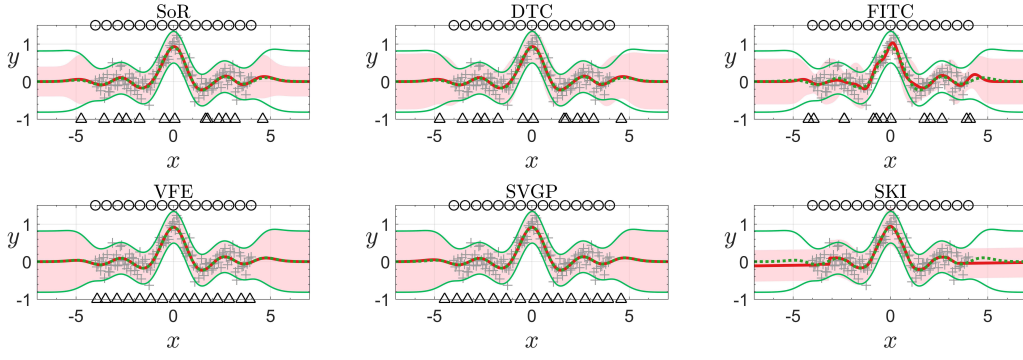 SoR DTC FITC
y 1 0 -1 y 1 0 -1 y 1 0 -1
-5 0 5 -5 0 5 -5 0 5
x x x
VFE SVGP SKI
y 1 0 -1 y 1 0 -1 y 1 0 -1
-5 0 5 -5 0 5 -5 0 5
x x x